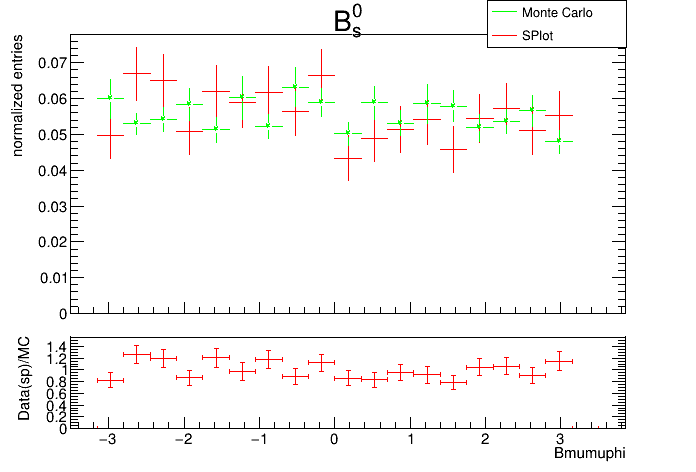 B⁰ₛ
Monte Carlo
SPlot
normalized entries
0.07
0.06
0.05
0.04
0.03
0.02
0.01
0
Data(sp)/MC
1.4
1.2
1
0.8
0.6
0.4
0.2
0
−3 −2 −1 0 1 2 3
Bmumuphi